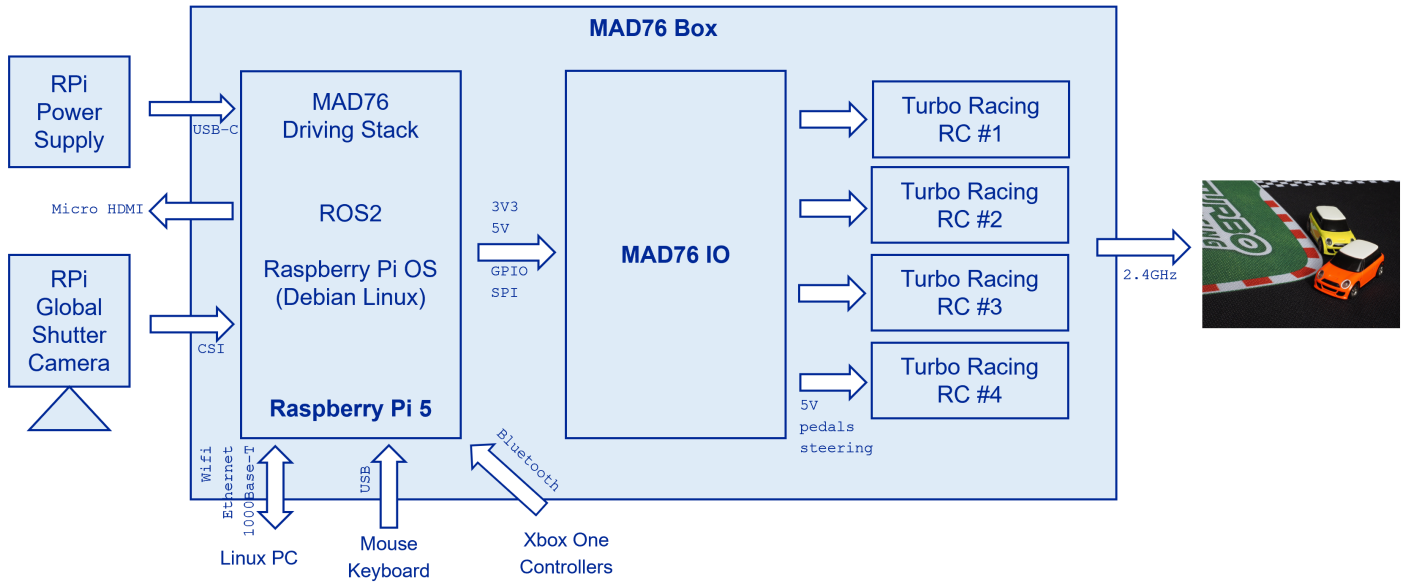 MAD76 Box
RPi
Power
Supply
USB-C
Micro HDMI
RPi
Global
Shutter
Camera
CSI
MAD76
Driving Stack
ROS2
Raspberry Pi OS
(Debian Linux)
Raspberry Pi 5
3V3
5V
GPIO
SPI
MAD76 IO
Turbo Racing
RC #1
Turbo Racing
RC #2
Turbo Racing
RC #3
Turbo Racing
RC #4
5V
pedals
steering
2.4GHz
Wifi
Ethernet
1000Base-T
Linux PC
USB
Mouse
Keyboard
Bluetooth
Xbox One
Controllers